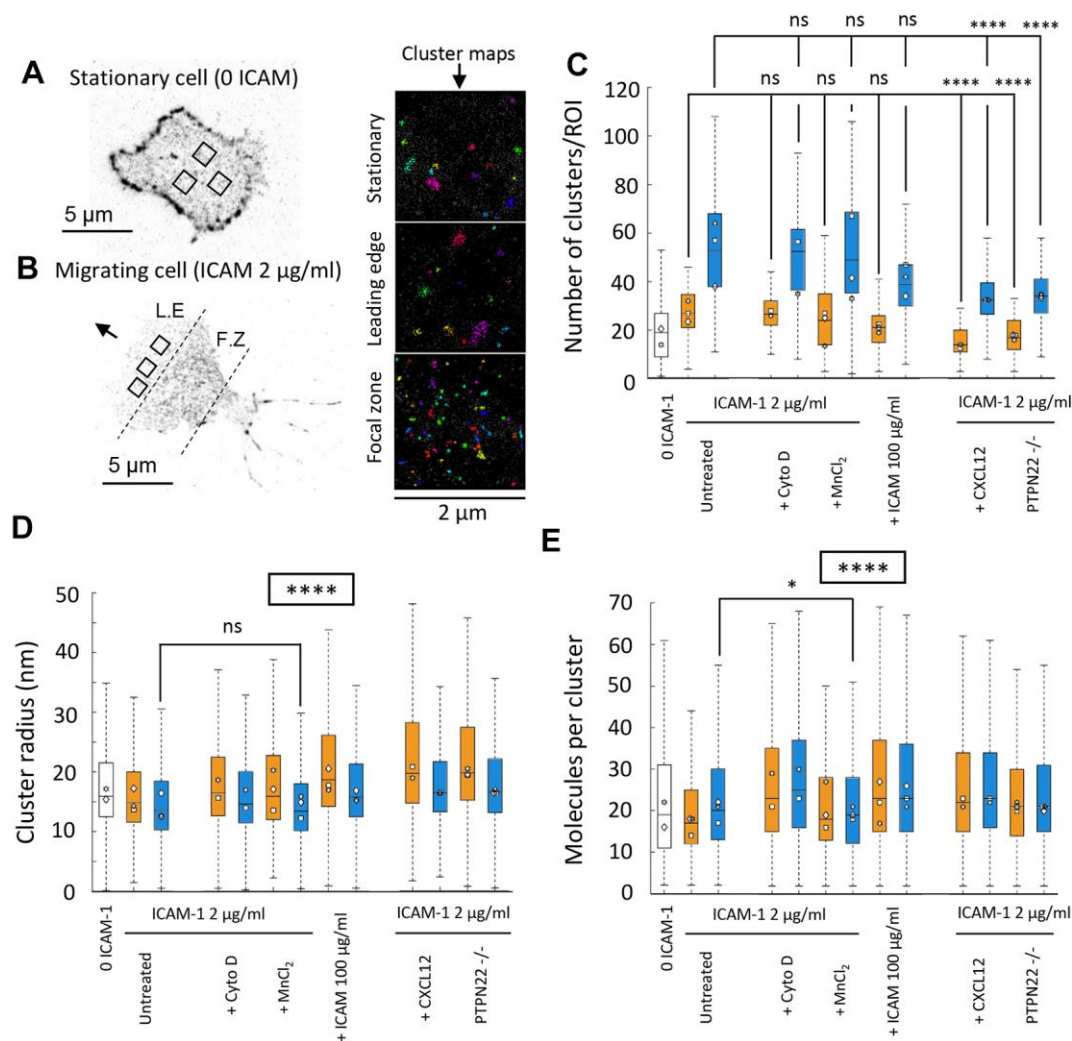 A
Stationary cell (0 ICAM)
5 µm
B
Migrating cell (ICAM 2 µg/ml)
L.E
F.Z
5 µm
Cluster maps
Stationary
Leading edge
Focal zone
2 µm
C
ns
ns
ns
****
****
ns
ns
ns
****
****
Number of clusters/ROI
120
100
80
60
40
20
0
0 ICAM-1
ICAM-1 2 µg/ml
ICAM-1 2 µg/ml
Untreated
+ Cyto D
+ MnCl₂
+ ICAM 100 µg/ml
+ CXCL12
PTPN22 -/-
D
****
ns
Cluster radius (nm)
50
40
30
20
10
0
0 ICAM-1
ICAM-1 2 µg/ml
ICAM-1 2 µg/ml
Untreated
+ Cyto D
+ MnCl₂
+ ICAM 100 µg/ml
+ CXCL12
PTPN22 -/-
E
****
*
Molecules per cluster
70
60
50
40
30
20
10
0
0 ICAM-1
ICAM-1 2 µg/ml
ICAM-1 2 µg/ml
Untreated
+ Cyto D
+ MnCl₂
+ ICAM 100 µg/ml
+ CXCL12
PTPN22 -/-